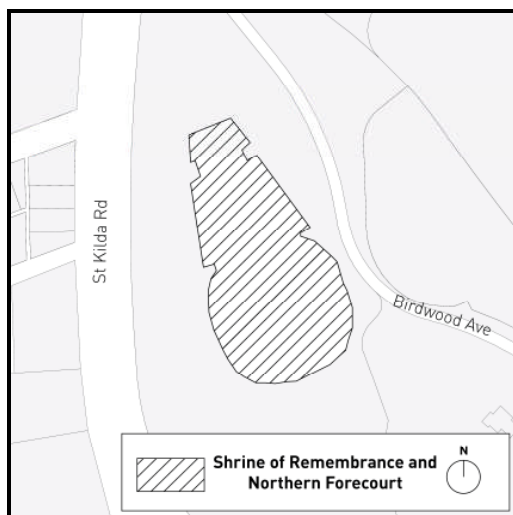 St Kilda Rd
Birdwood Ave
Shrine of Remembrance and
Northern Forecourt
N